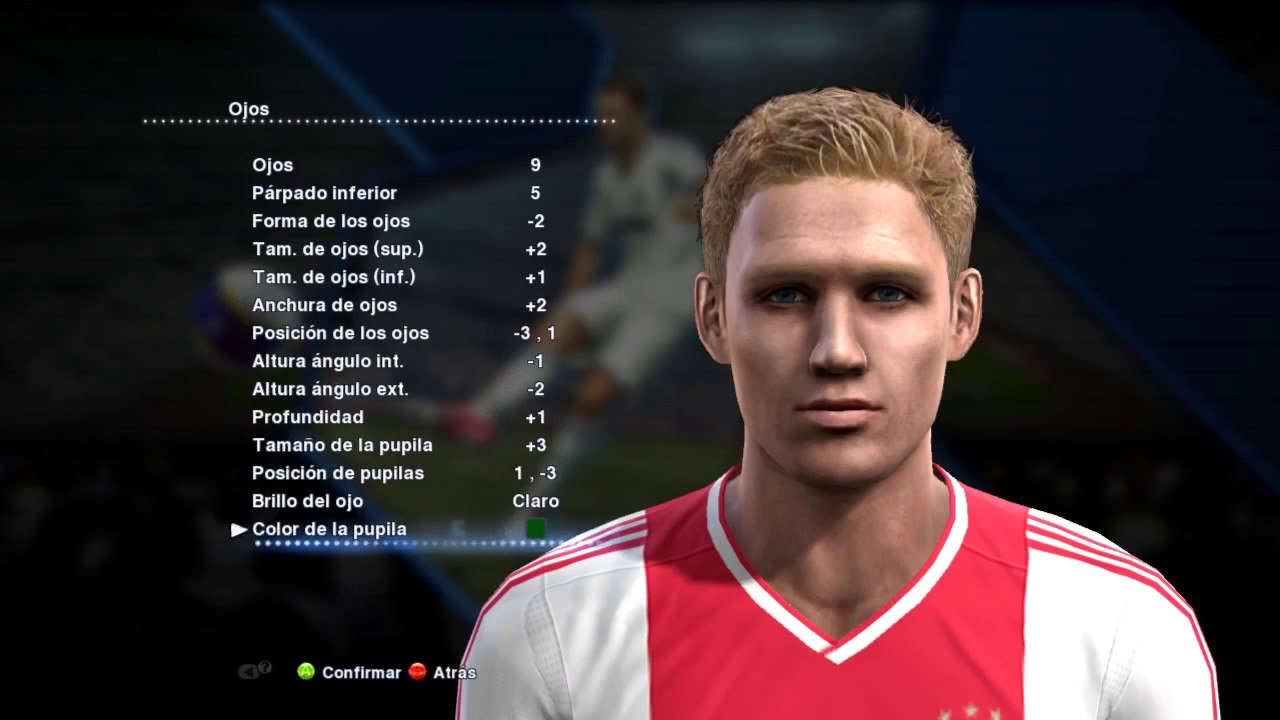 Ojos
Ojos 9
Párpado inferior 5
Forma de los ojos -2
Tam. de ojos (sup.) +2
Tam. de ojos (inf.) +1
Anchura de ojos +2
Posición de los ojos -3 , 1
Altura ángulo int. -1
Altura ángulo ext. -2
Profundidad +1
Tamaño de la pupila +3
Posición de pupilas 1 , -3
Brillo del ojo Claro
Color de la pupila
? A Confirmar Atrás